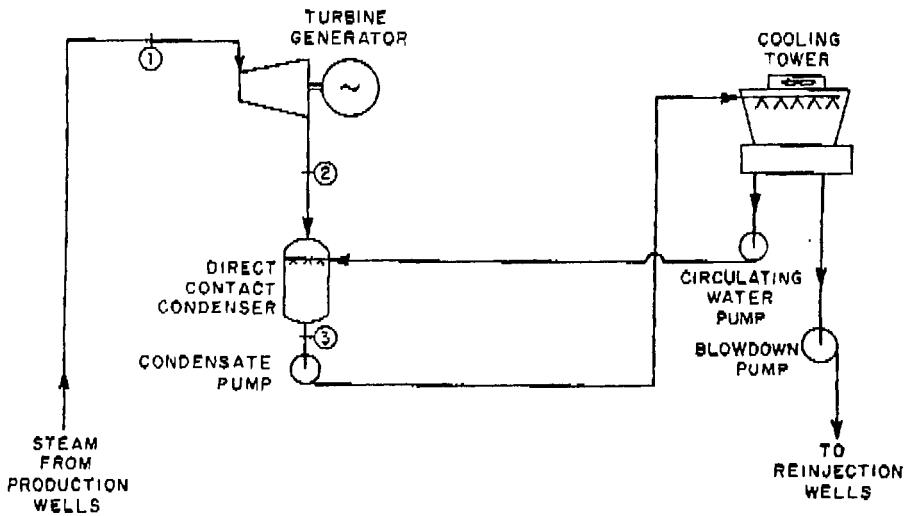 TURBINE
GENERATOR
~
1
COOLING
TOWER
2
DIRECT
CONTACT
CONDENSER
3
CONDENSATE
PUMP
CIRCULATING
WATER
PUMP
BLOWDOWN
PUMP
STEAM
FROM
PRODUCTION
WELLS
TO
REINJECTION
WELLS